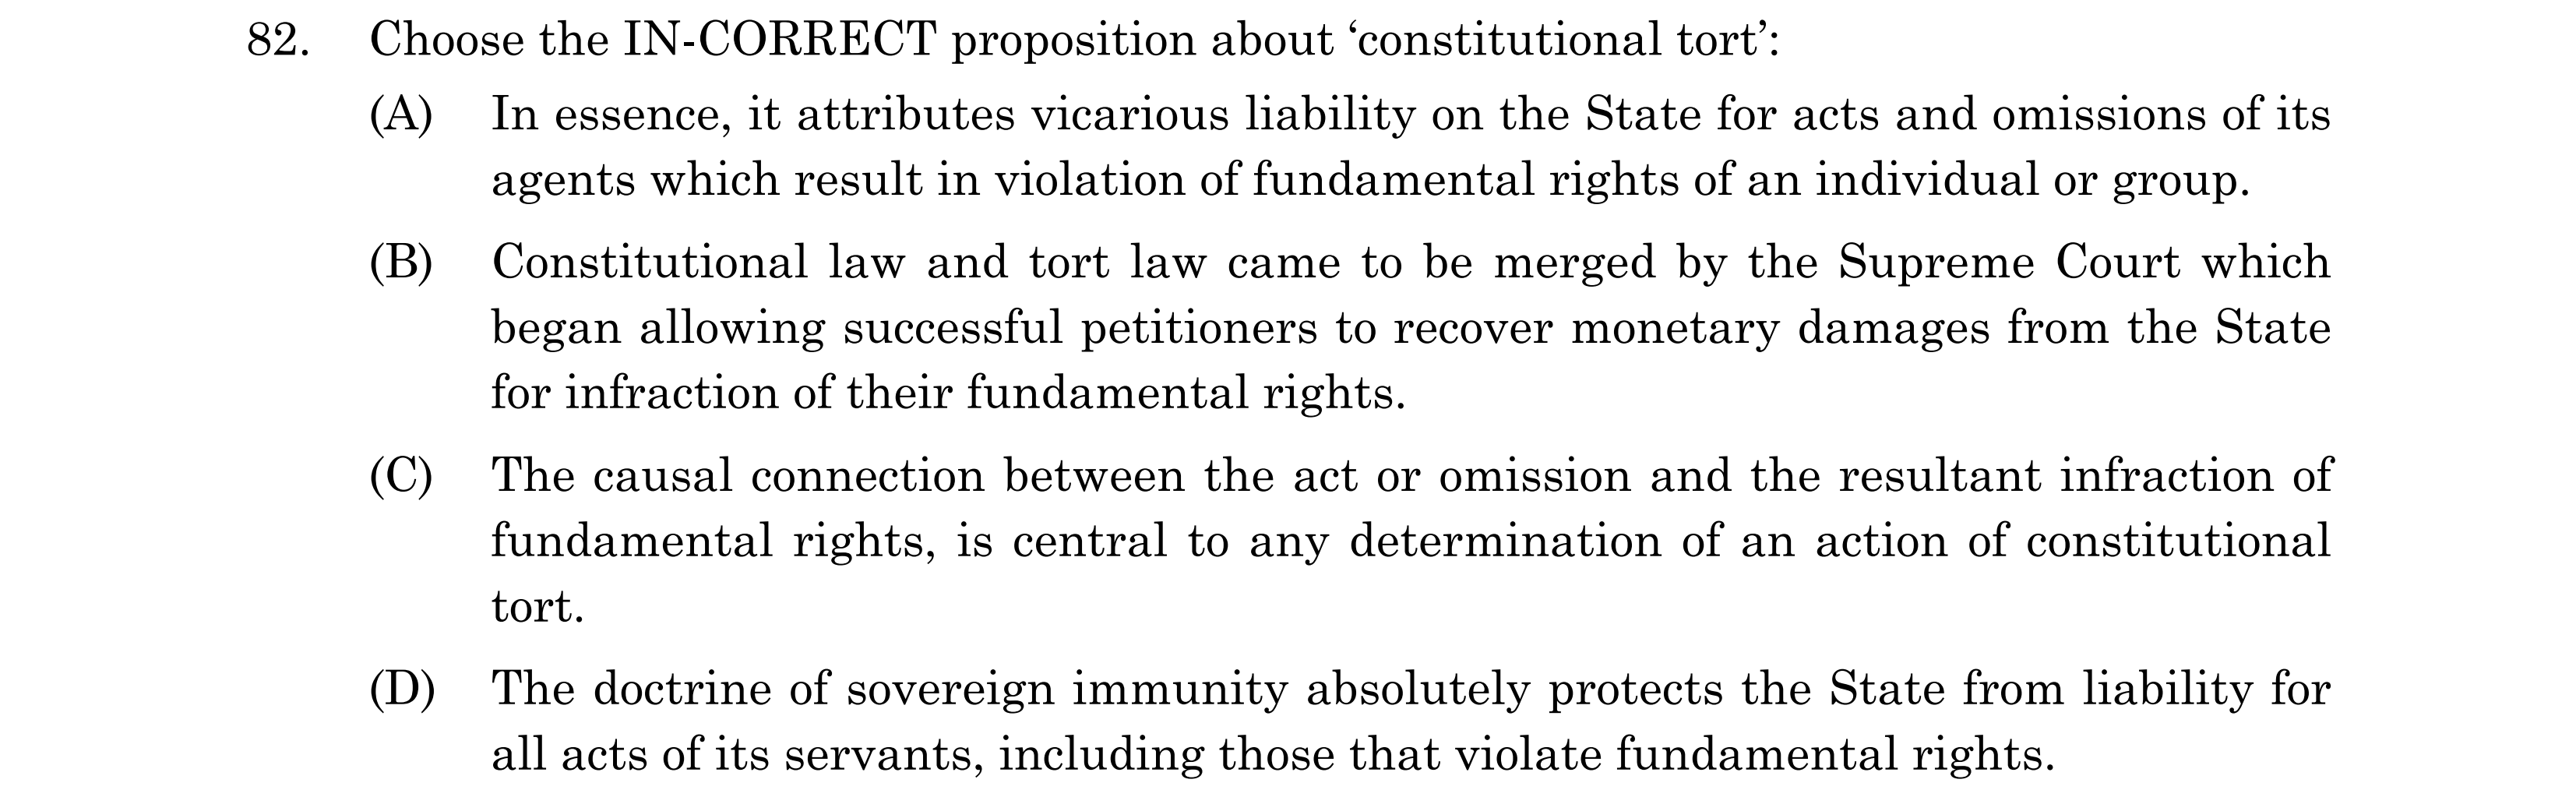 82. Choose the IN-CORRECT proposition about ‘constitutional tort’:
(A) In essence, it attributes vicarious liability on the State for acts and omissions of its
agents which result in violation of fundamental rights of an individual or group.
(B) Constitutional law and tort law came to be merged by the Supreme Court which
began allowing successful petitioners to recover monetary damages from the State
for infraction of their fundamental rights.
(C) The causal connection between the act or omission and the resultant infraction of
fundamental rights, is central to any determination of an action of constitutional
tort.
(D) The doctrine of sovereign immunity absolutely protects the State from liability for
all acts of its servants, including those that violate fundamental rights.